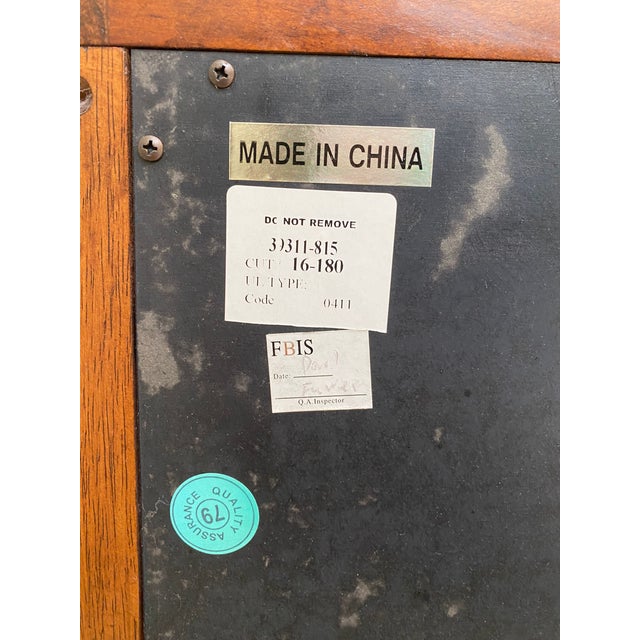 MADE IN CHINA
DO NOT REMOVE
39311-815
CUT 16-180
UL TYPE:
Code 0411
FBIS
Date:
Q.A.Inspector
QUALITY ASSURANCE
79